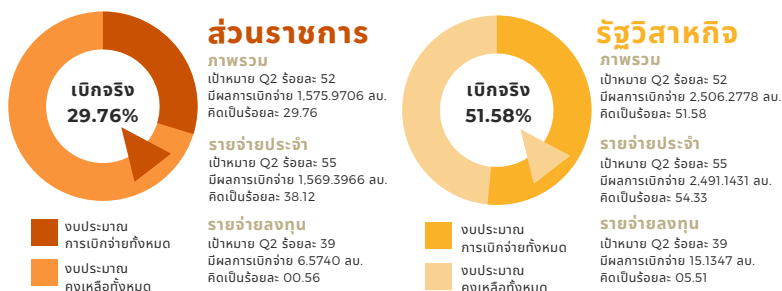 เบิกจริง
29.76%
งบประมาณ
การเบิกจ่ายทั้งหมด
งบประมาณ
คงเหลือทั้งหมด
ส่วนราชการ
ภาพรวม
เป้าหมาย Q2 ร้อยละ 52
มีผลการเบิกจ่าย 1,575.9706 ลบ.
คิดเป็นร้อยละ 29.76
รายจ่ายประจำ
เป้าหมาย Q2 ร้อยละ 55
มีผลการเบิกจ่าย 1,569.3966 ลบ.
คิดเป็นร้อยละ 38.12
รายจ่ายลงทุน
เป้าหมาย Q2 ร้อยละ 39
มีผลการเบิกจ่าย 6.5740 ลบ.
คิดเป็นร้อยละ 00.56
เบิกจริง
51.58%
งบประมาณ
การเบิกจ่ายทั้งหมด
งบประมาณ
คงเหลือทั้งหมด
รัฐวิสาหกิจ
ภาพรวม
เป้าหมาย Q2 ร้อยละ 52
มีผลการเบิกจ่าย 2,506.2778 ลบ.
คิดเป็นร้อยละ 51.58
รายจ่ายประจำ
เป้าหมาย Q2 ร้อยละ 55
มีผลการเบิกจ่าย 2,491.1431 ลบ.
คิดเป็นร้อยละ 54.33
รายจ่ายลงทุน
เป้าหมาย Q2 ร้อยละ 39
มีผลการเบิกจ่าย 15.1347 ลบ.
คิดเป็นร้อยละ 05.51